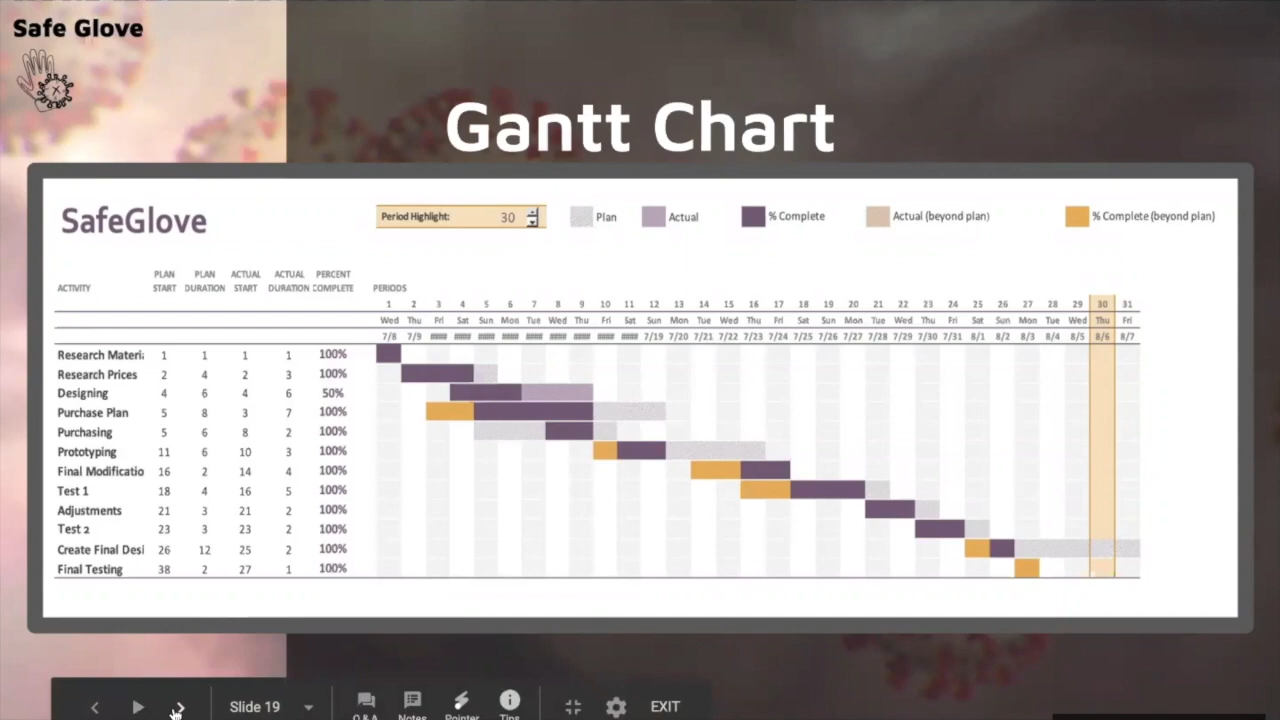 Safe Glove
Gantt Chart
SafeGlove
Period Highlight: 30
Plan
Actual
% Complete
Actual (beyond plan)
% Complete (beyond plan)
ACTIVITY PLAN START PLAN DURATION ACTUAL START ACTUAL DURATION PERCENT COMPLETE PERIODS
1 2 3 4 5 6 7 8 9 10 11 12 13 14 15 16 17 18 19 20 21 22 23 24 25 26 27 28 29 30 31
Wed Thu Fri Sat Sun Mon Tue Wed Thu Fri Sat Sun Mon Tue Wed Thu Fri Sat Sun Mon Tue Wed Thu Fri Sat Sun Mon Tue Wed Thu Fri
7/8 7/9 #### #### #### #### #### #### #### #### #### 7/19 7/20 7/21 7/22 7/23 7/24 7/25 7/26 7/27 7/28 7/29 7/30 7/31 8/1 8/2 8/3 8/4 8/5 8/6 8/7
Research Materia 1 1 1 1 100%
Research Prices 2 4 2 3 100%
Designing 4 6 4 6 50%
Purchase Plan 5 8 3 7 100%
Purchasing 5 6 8 2 100%
Prototyping 11 6 10 3 100%
Final Modificatio 16 2 14 4 100%
Test 1 18 4 16 5 100%
Adjustments 21 3 21 2 100%
Test 2 23 3 23 2 100%
Create Final Desi 26 12 25 2 100%
Final Testing 38 2 27 1 100%
Slide 19
Q & A
Notes
Pointer
Tips
EXIT